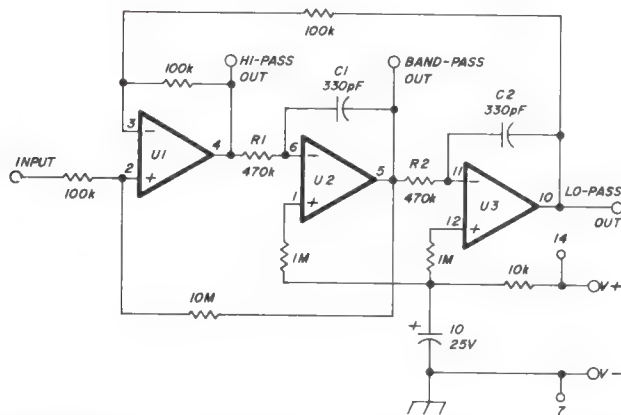 100k
HI-PASS
OUT
BAND-PASS
OUT
100k
C1
330pF
C2
330pF
3
-
4
R1
6
-
U1
470k
U2
5
R2
11
-
U3
10
LO-PASS
OUT
INPUT
2
+
100k
1
+
470k
12
+
14
1M
1M
10k
V+
10M
+
10
25V
V-
7